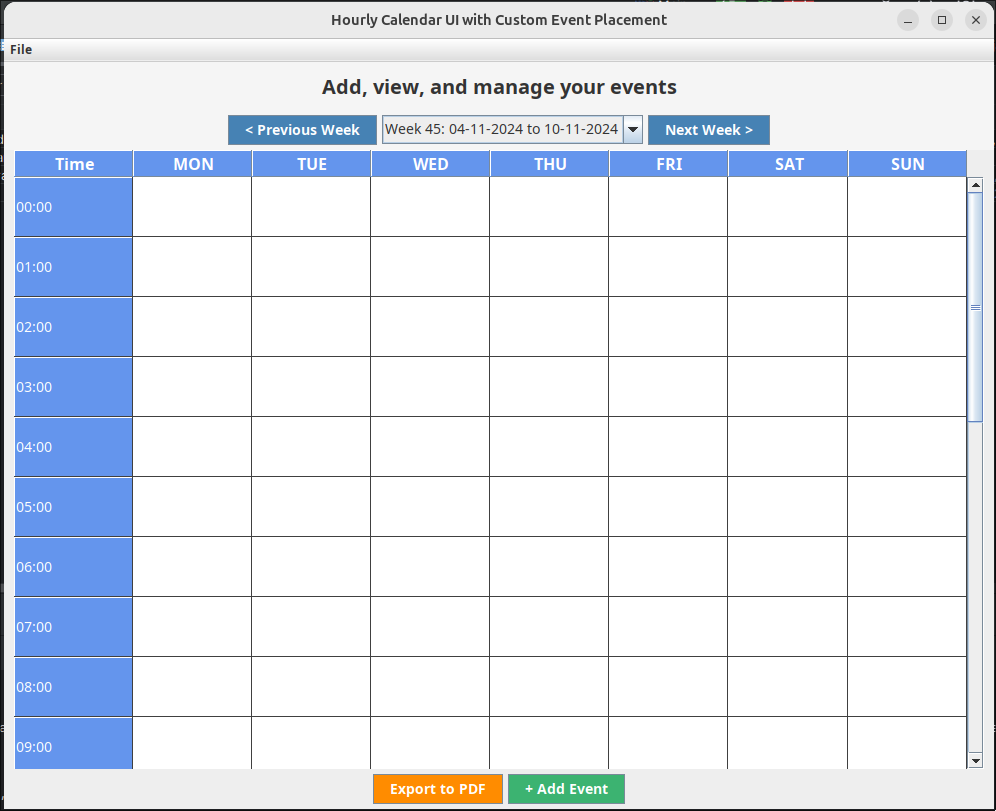 Hourly Calendar UI with Custom Event Placement
File
Add, view, and manage your events
< Previous Week Week 45: 04-11-2024 to 10-11-2024 Next Week >
Time MON TUE WED THU FRI SAT SUN
00:00
01:00
02:00
03:00
04:00
05:00
06:00
07:00
08:00
09:00
Export to PDF + Add Event